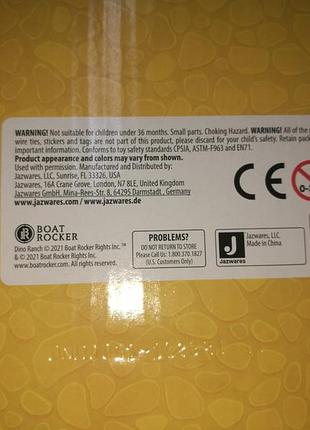 WARNING! Not suitable for children under 36 months. Small parts. Choking Hazard. WARNING! All of the
wire ties, stickers and tags are not part of this product, please discard for your child's safety. Retain
important information. Conforms to toy safety standards CPSIA, ASTM-F963 and EN71.
Product appearance and colors may vary from shown.
Used with permission. Manufactured and Distributed by:
Jazwares, LLC, Sunrise, FL 33326, USA
Jazwares, 16A Crane Grove, London, N7 8LE, United Kingdom
Jazwares GmbH, Mina-Rees-Str. 8, 64295 Darmstadt, Germany
www.jazwares.com / www.jazwares.de
CE
0-3
BOAT
ROCKER
Dino Ranch © 2021 Boat Rocker Rights Inc.™
& © 2021 Boat Rocker Rights Inc.
www.boatrocker.com. All rights reserved.
PROBLEMS?
DO NOT RETURN TO STORE
Please Call: 1.800.370.1827
(U.S. Customers Only)
J
Jazwares
Jazwares, LLC.
Made in China